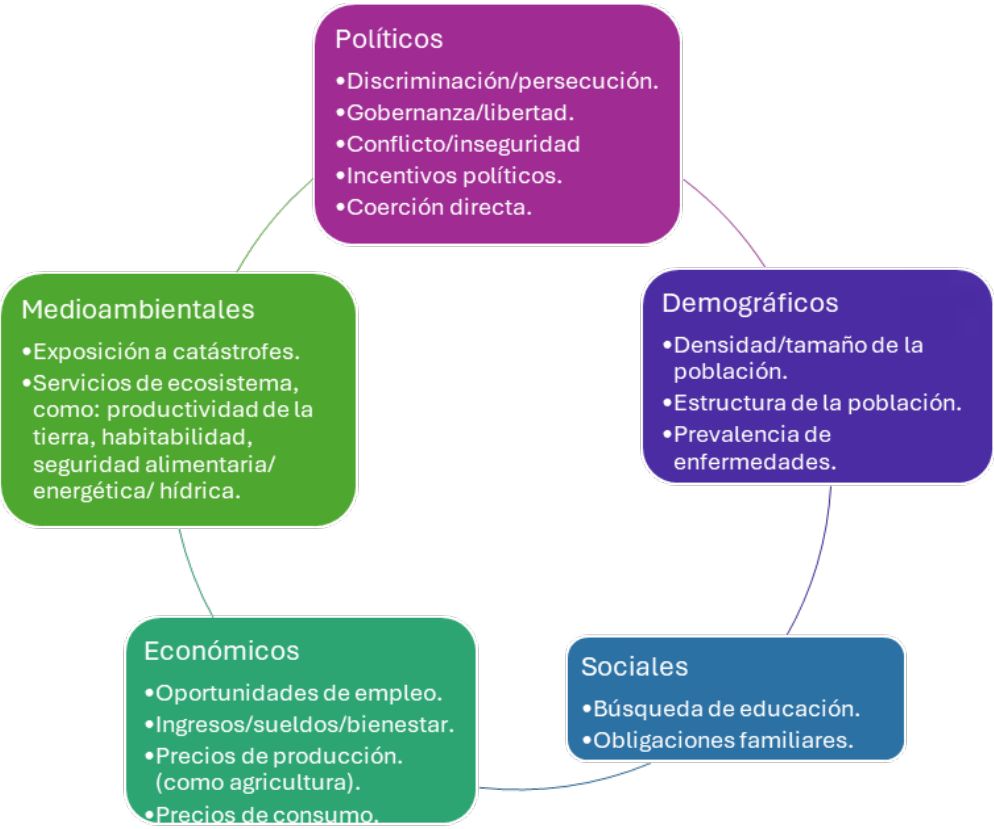 Políticos
•Discriminación/persecución.
•Gobernanza/libertad.
•Conflicto/inseguridad
•Incentivos políticos.
•Coerción directa.
Demográficos
•Densidad/tamaño de la
población.
•Estructura de la población.
•Prevalencia de
enfermedades.
Sociales
•Búsqueda de educación.
•Obligaciones familiares.
Económicos
•Oportunidades de empleo.
•Ingresos/sueldos/bienestar.
•Precios de producción.
(como agricultura).
•Precios de consumo.
Medioambientales
•Exposición a catástrofes.
•Servicios de ecosistema,
como: productividad de la
tierra, habitabilidad,
seguridad alimentaria/
energética/ hídrica.